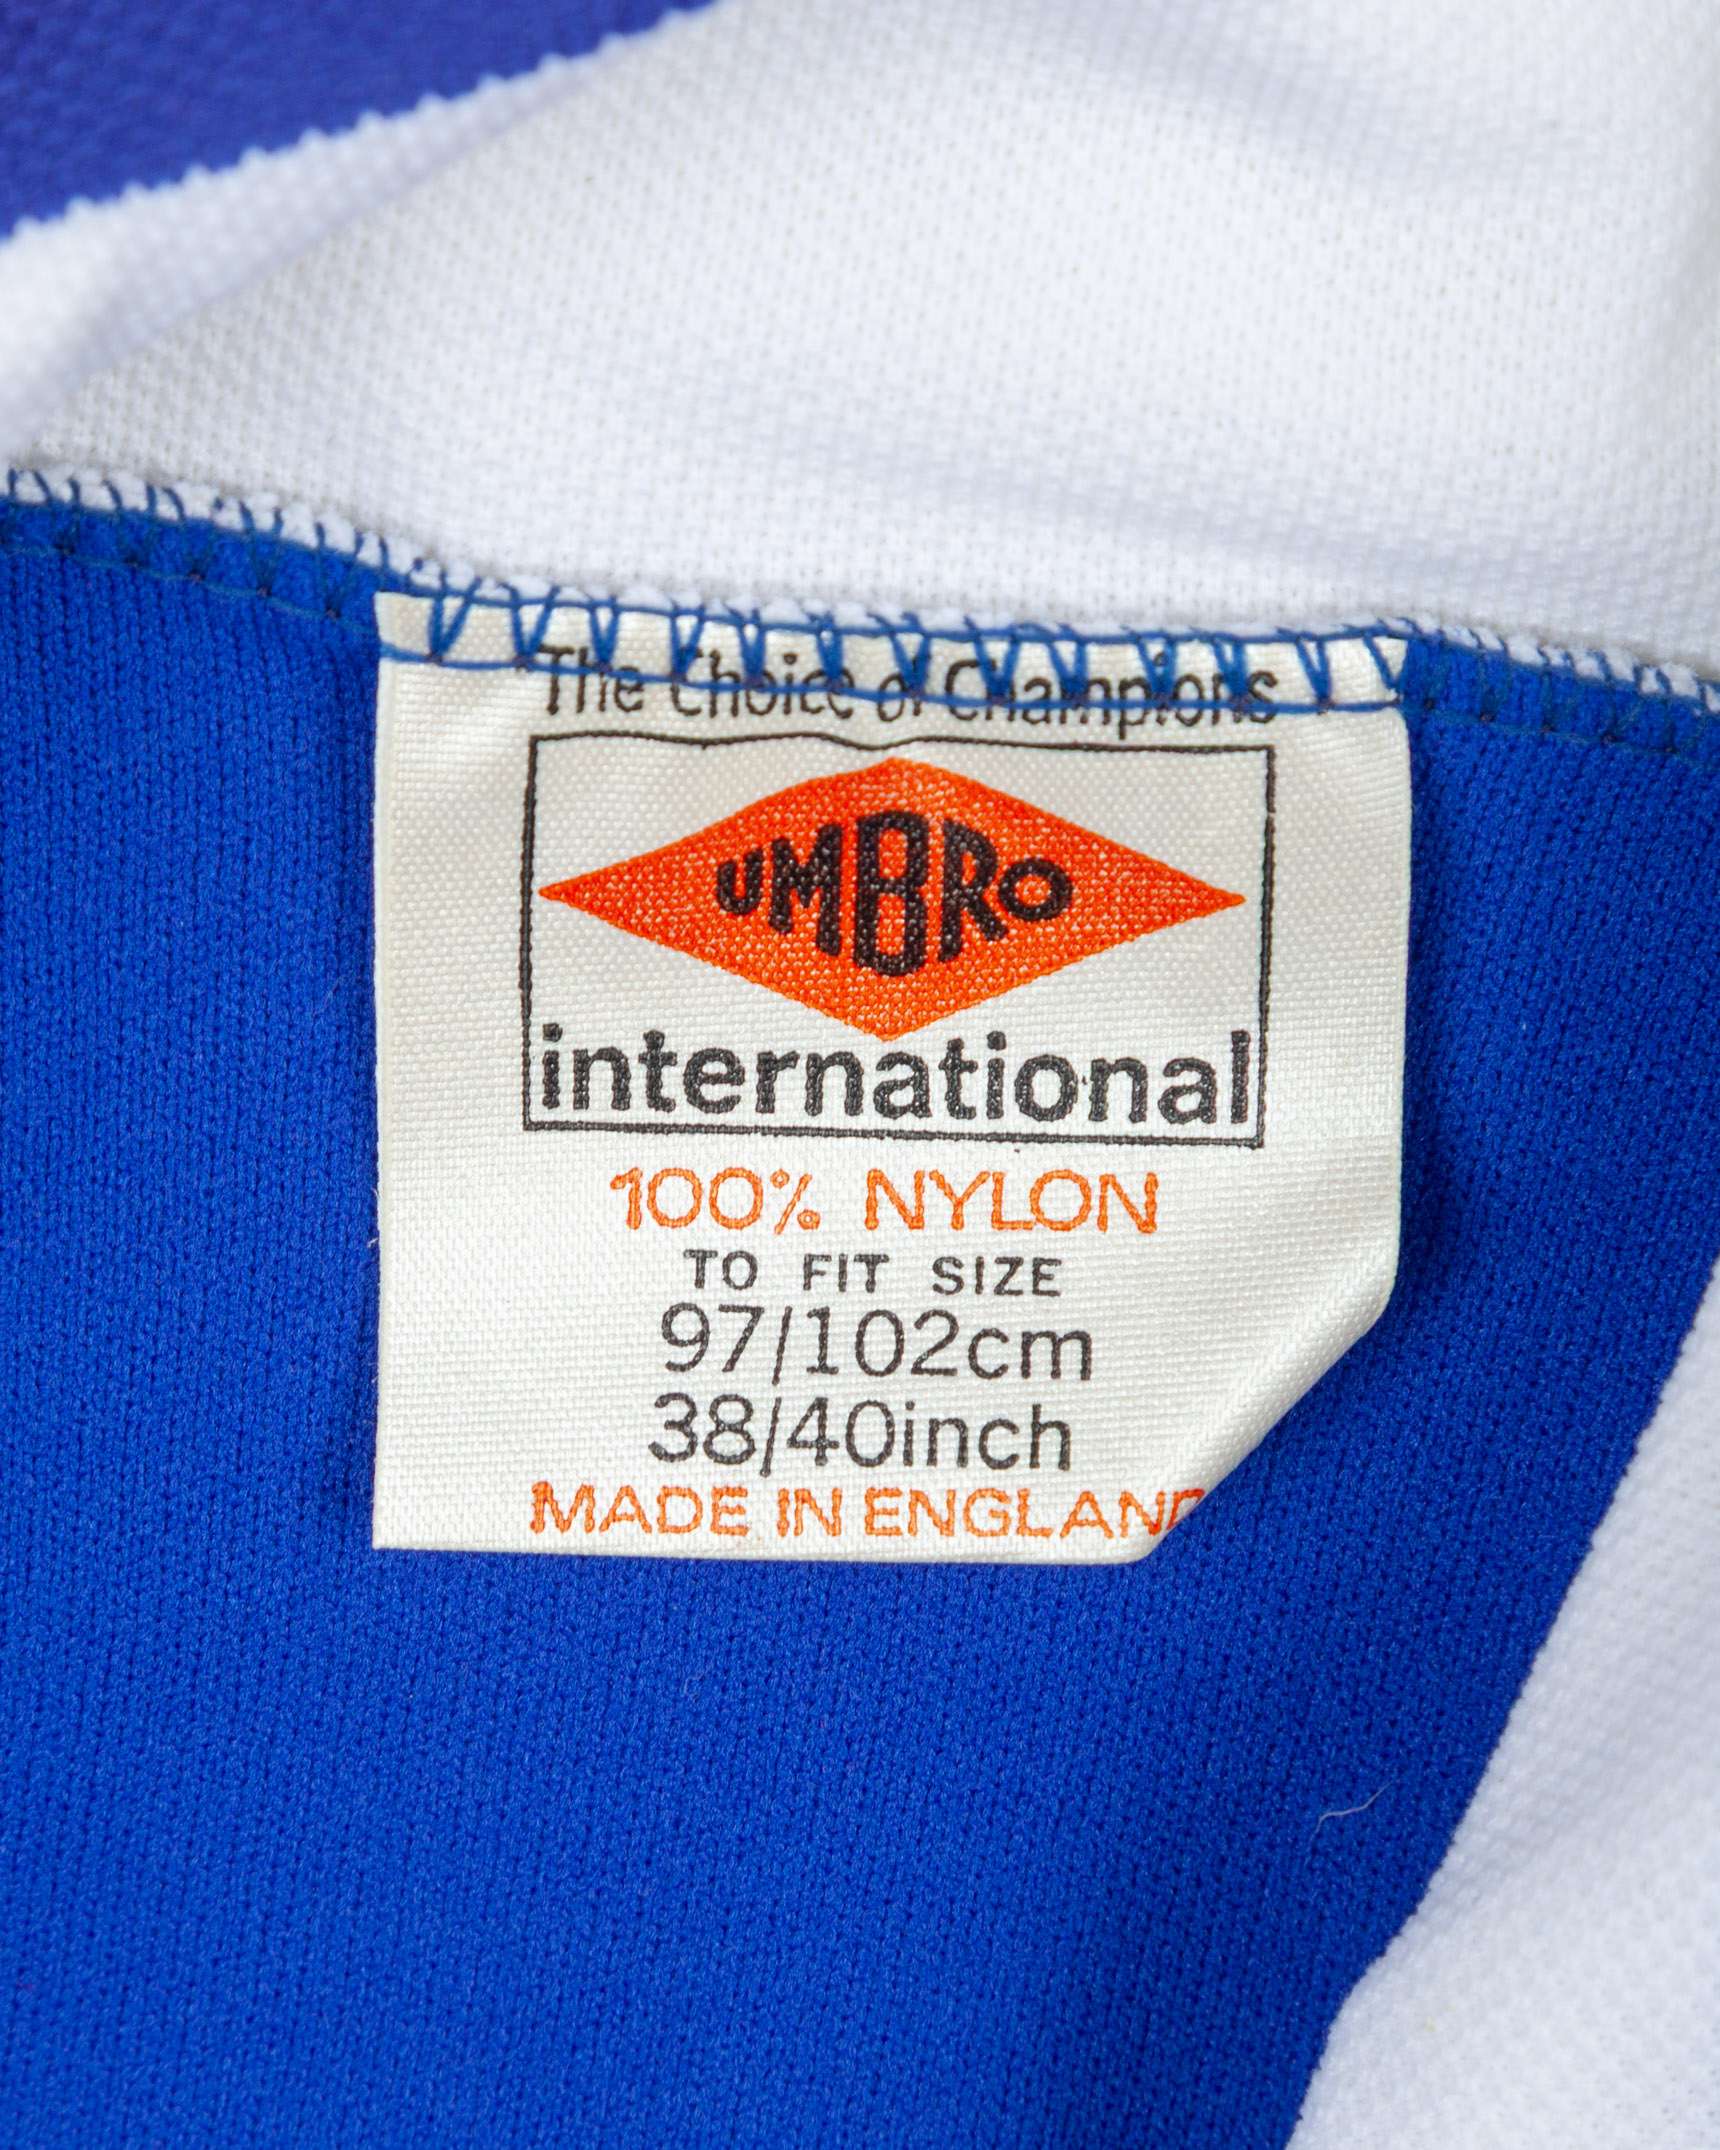 The Choice of Champions
UMBRO
international
100% NYLON
TO FIT SIZE
97/102cm
38/40inch
MADE IN ENGLAND